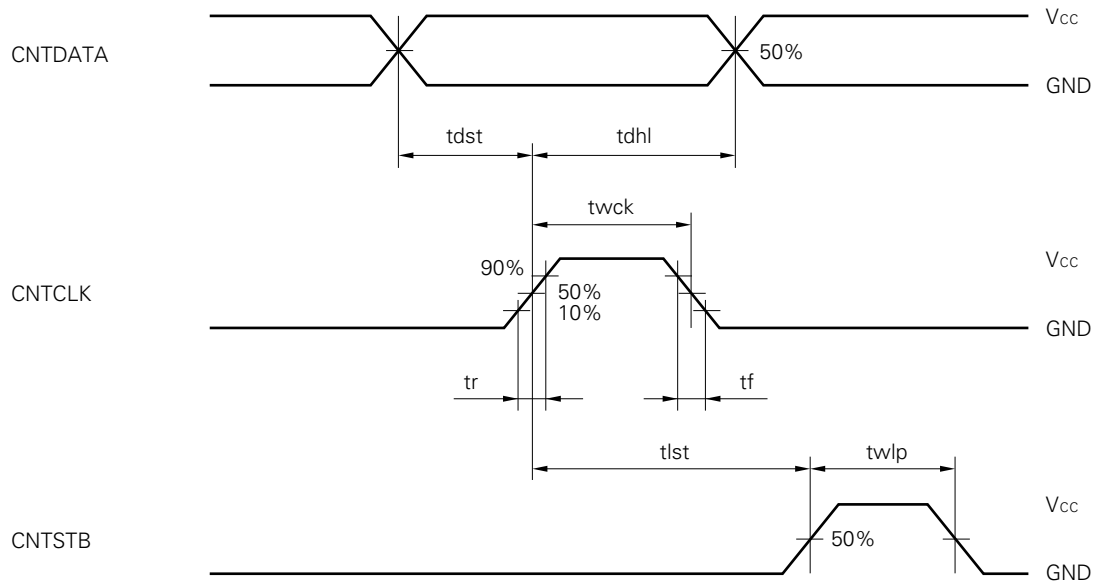 Vcc
CNTDATA
50%
GND
tdst
tdhl
twck
90%
Vcc
CNTCLK
50%
10%
GND
tr
tf
tlst
twlp
Vcc
CNTSTB
50%
GND